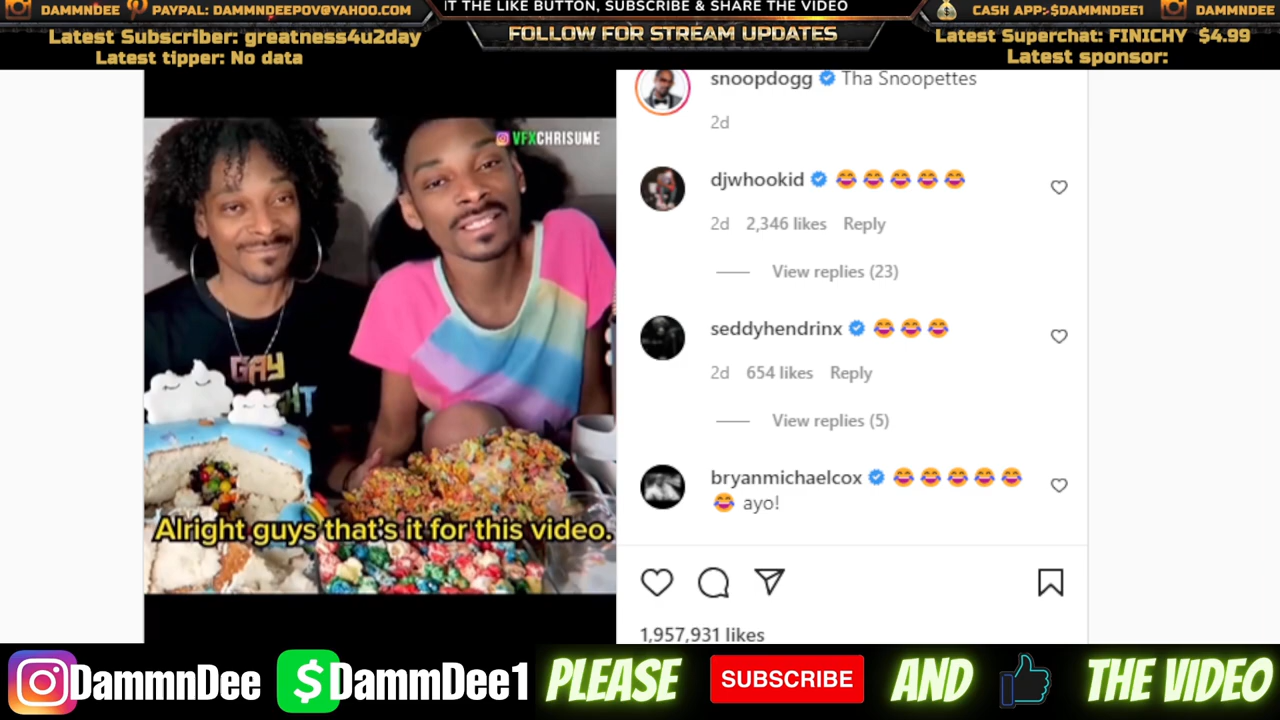 DAMMNDEE PAYPAL: DAMMNDEEPOV@YAHOO.COM
IT THE LIKE BUTTON, SUBSCRIBE & SHARE THE VIDEO
CASH APP:-$DAMMNDEE1 DAMMNDEE
Latest Subscriber: greatness4u2day
Latest tipper: No data
FOLLOW FOR STREAM UPDATES
Latest Superchat: FINICHY $4.99
Latest sponsor:
VFXCHRISUME
GAY
Alright guys that's it for this video.
snoopdogg Tha Snoopettes
2d
djwhookid 😂😂😂😂😂
2d 2,346 likes Reply
View replies (23)
seddyhendrinx 😂😂😂
2d 654 likes Reply
View replies (5)
bryanmichaelcox 😂😂😂😂😂
😂 ayo!
1,957,931 likes
DammnDee
$ DammDee1
PLEASE
SUBSCRIBE
AND
THE VIDEO